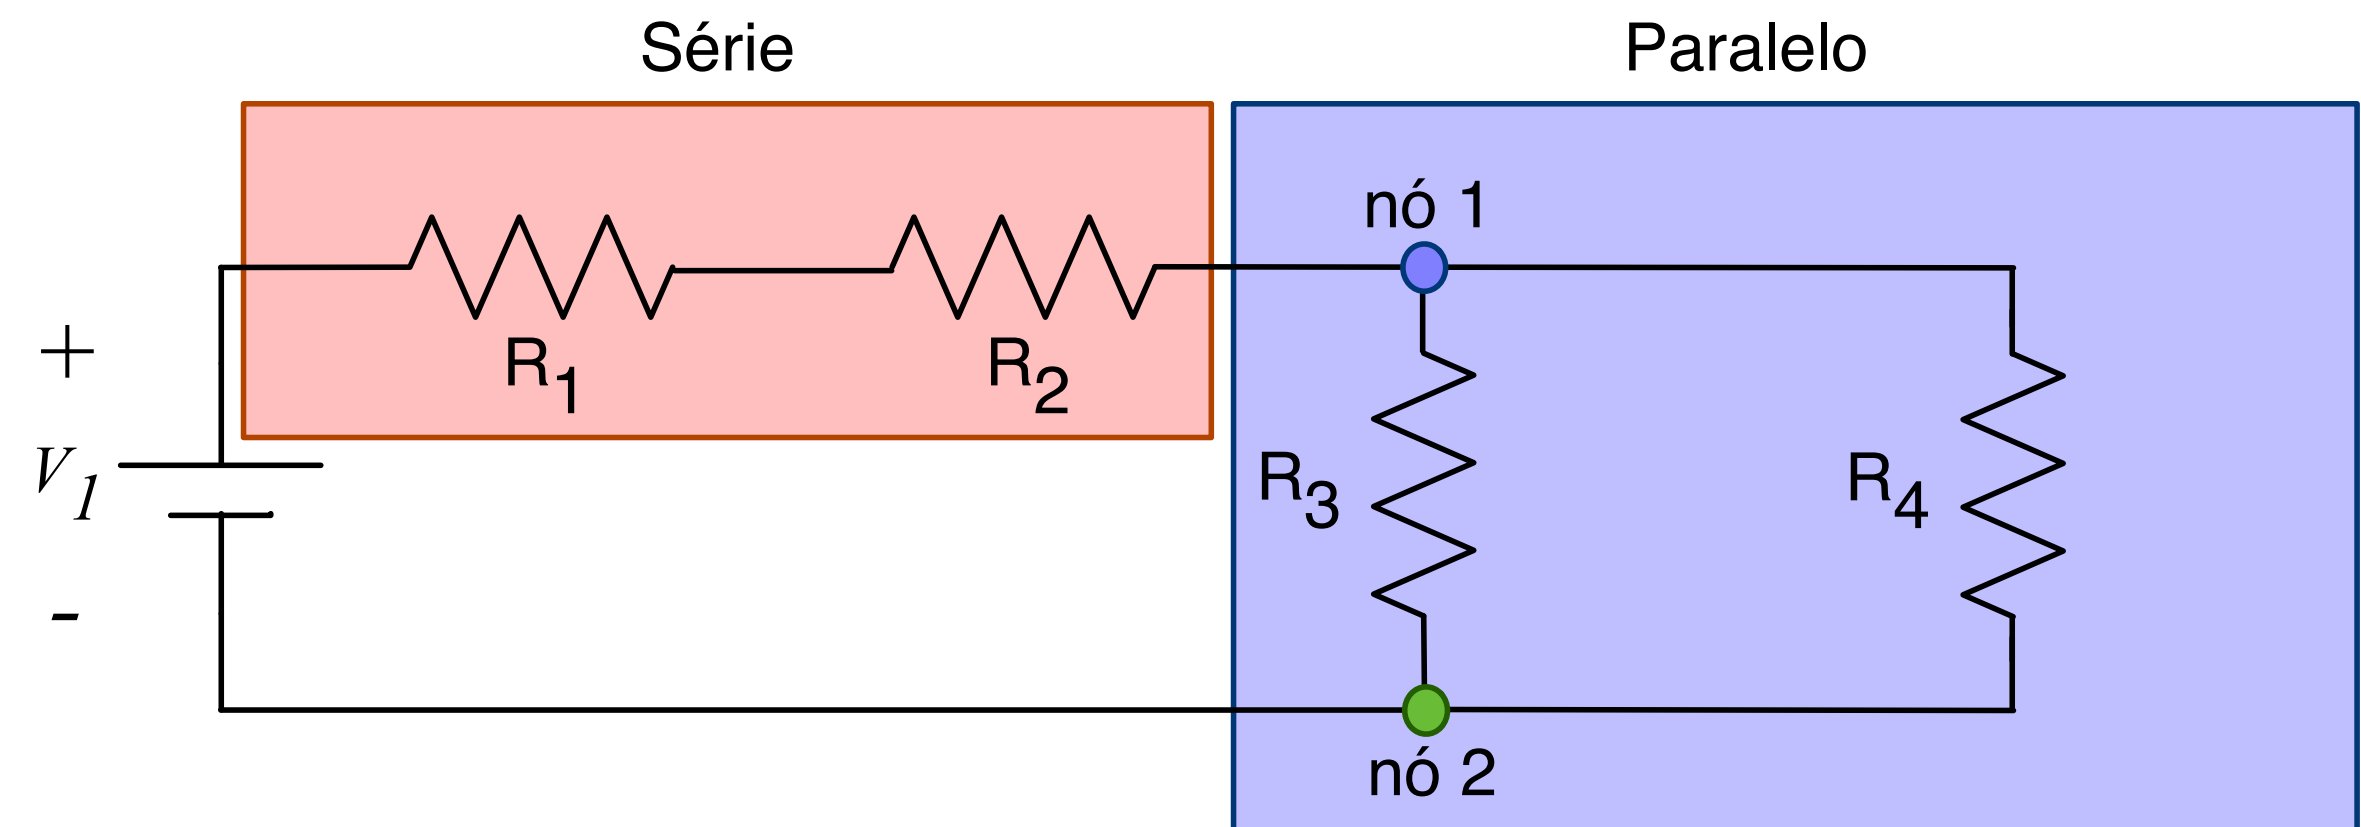 Série
Paralelo
nó 1
+
R1
R2
V1
R3
R4
-
nó 2